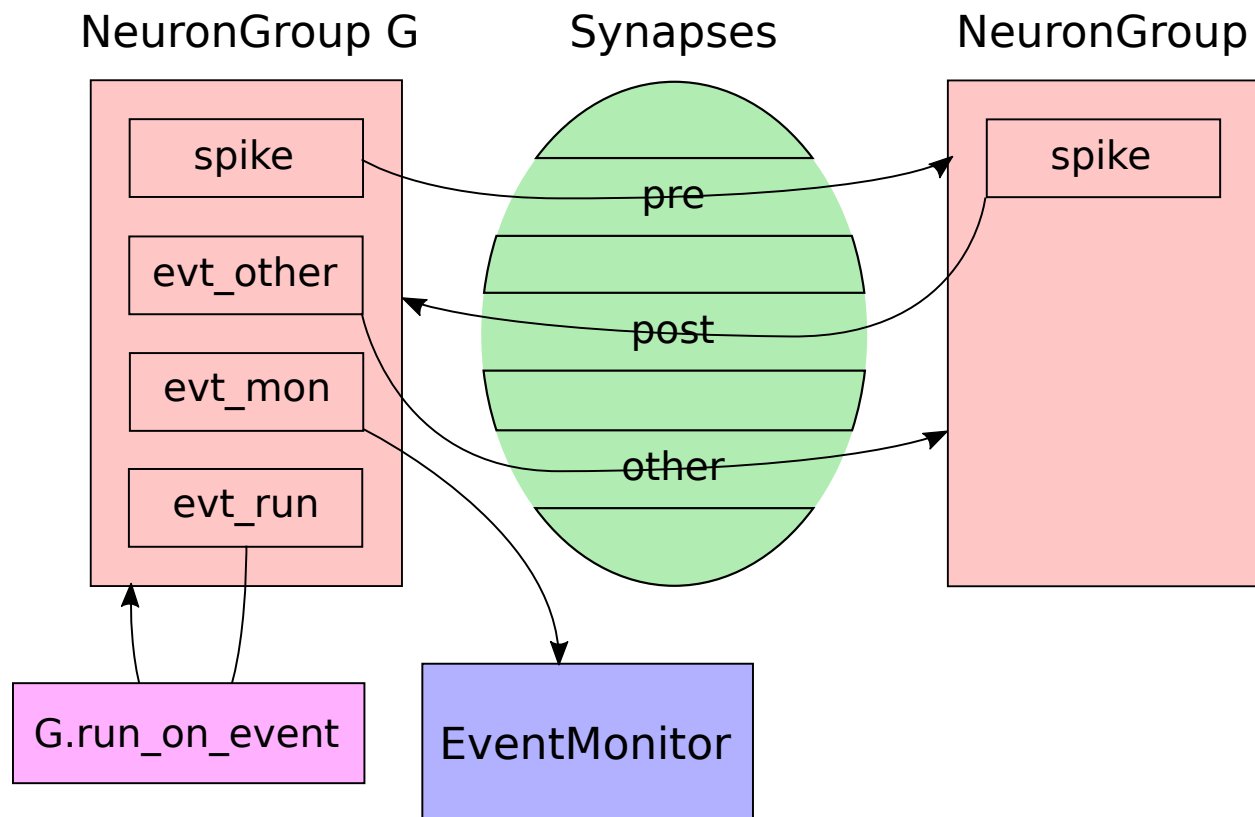 NeuronGroup G
Synapses
NeuronGroup
spike
spike
pre
evt_other
post
evt_mon
other
evt_run
G.run_on_event
EventMonitor